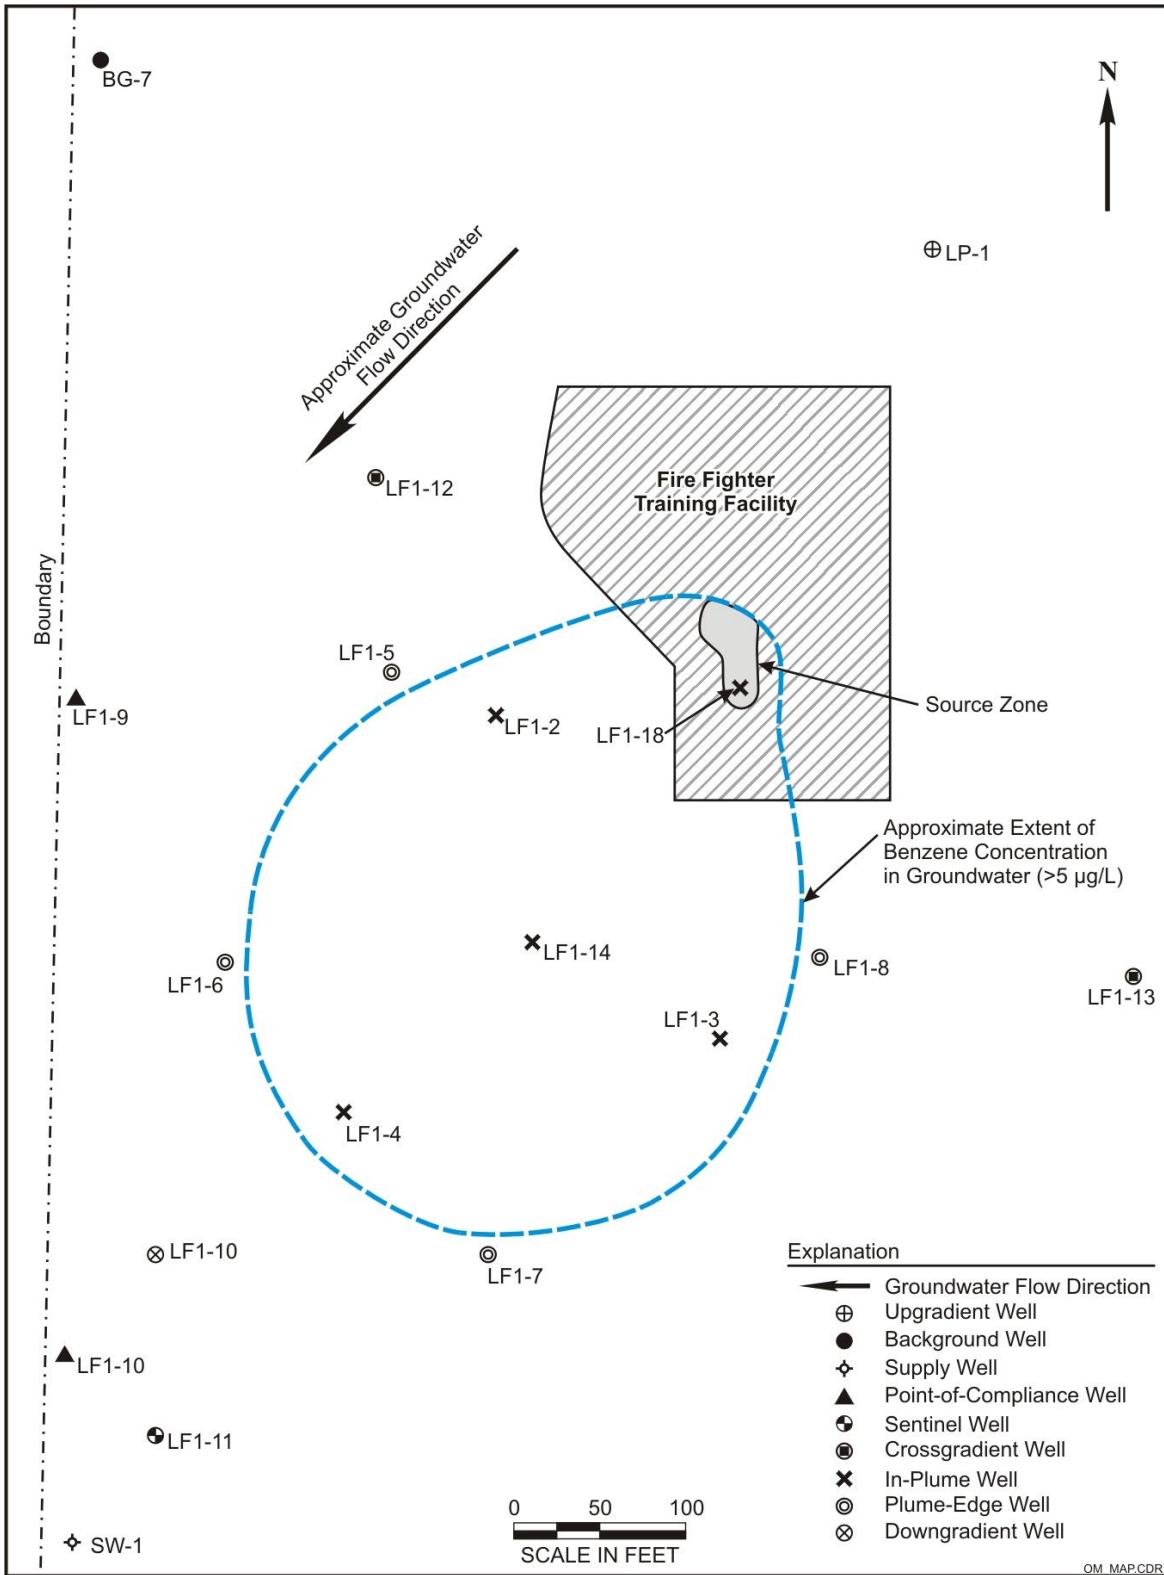 BG-7
N
LP-1
Approximate Groundwater
Flow Direction
LF1-12
Fire Fighter
Training Facility
Boundary
LF1-5
LF1-9
LF1-2
LF1-18
Source Zone
Approximate Extent of
Benzene Concentration
in Groundwater (>5 µg/L)
LF1-14
LF1-8
LF1-6
LF1-13
LF1-3
LF1-4
LF1-10
LF1-7
LF1-10
LF1-11
SW-1
0 50 100
SCALE IN FEET
Explanation
Groundwater Flow Direction
Upgradient Well
Background Well
Supply Well
Point-of-Compliance Well
Sentinel Well
Crossgradient Well
In-Plume Well
Plume-Edge Well
Downgradient Well
OM_MAP.CDR